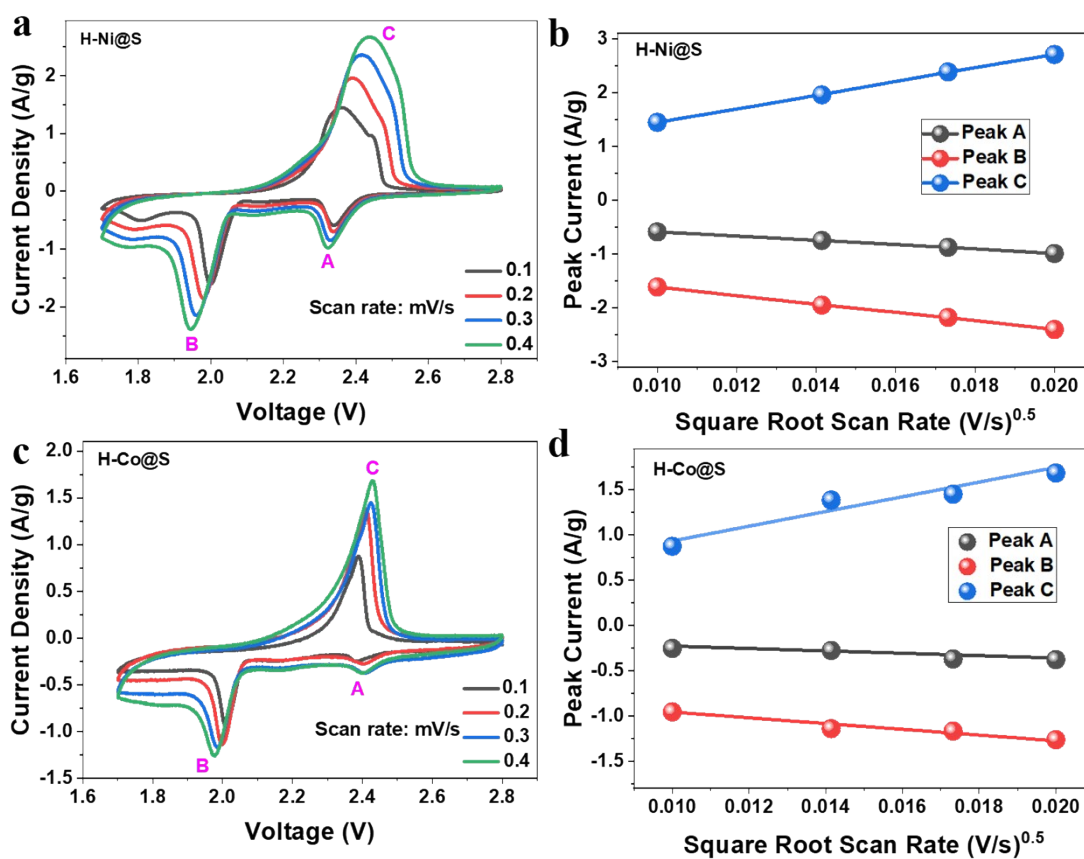 a
H-Ni@S
C
3
2
1
0
-1
-2
Current Density (A/g)
A
B
Scan rate: mV/s
0.1
0.2
0.3
0.4
1.6 1.8 2.0 2.2 2.4 2.6 2.8
Voltage (V)
b
H-Ni@S
3
2
1
0
-1
-2
-3
Peak Current (A/g)
Peak A
Peak B
Peak C
0.010 0.012 0.014 0.016 0.018 0.020
Square Root Scan Rate (V/s)0.5
c
H-Co@S
C
2.0
1.5
1.0
0.5
0.0
-0.5
-1.0
-1.5
Current Density (A/g)
A
B
Scan rate: mV/s
0.1
0.2
0.3
0.4
1.6 1.8 2.0 2.2 2.4 2.6 2.8
Voltage (V)
d
H-Co@S
1.5
1.0
0.5
0.0
-0.5
-1.0
-1.5
Peak Current (A/g)
Peak A
Peak B
Peak C
0.010 0.012 0.014 0.016 0.018 0.020
Square Root Scan Rate (V/s)0.5